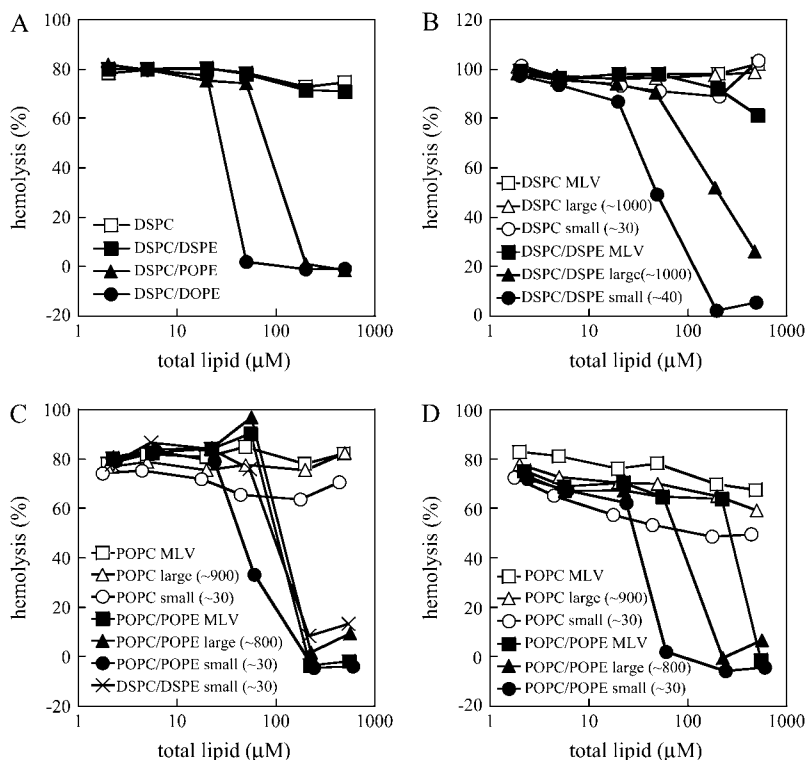 A
100
80
60
40
20
0
-20
hemolysis (%)
DSPC
DSPC/DSPE
DSPC/POPE
DSPC/DOPE
1 10 100 1000
total lipid (μM)
B
120
100
80
60
40
20
0
hemolysis (%)
DSPC MLV
DSPC large (~1000)
DSPC small (~30)
DSPC/DSPE MLV
DSPC/DSPE large(~1000)
DSPC/DSPE small (~40)
1 10 100 1000
total lipid (μM)
C
100
80
60
40
20
0
-20
hemolysis (%)
POPC MLV
POPC large (~900)
POPC small (~30)
POPC/POPE MLV
POPC/POPE large (~800)
POPC/POPE small (~30)
DSPC/DSPE small (~30)
1 10 100 1000
total lipid (μM)
D
100
80
60
40
20
0
-20
hemolysis (%)
POPC MLV
POPC large (~900)
POPC small (~30)
POPC/POPE MLV
POPC/POPE large (~800)
POPC/POPE small (~30)
1 10 100 1000
total lipid (μM)